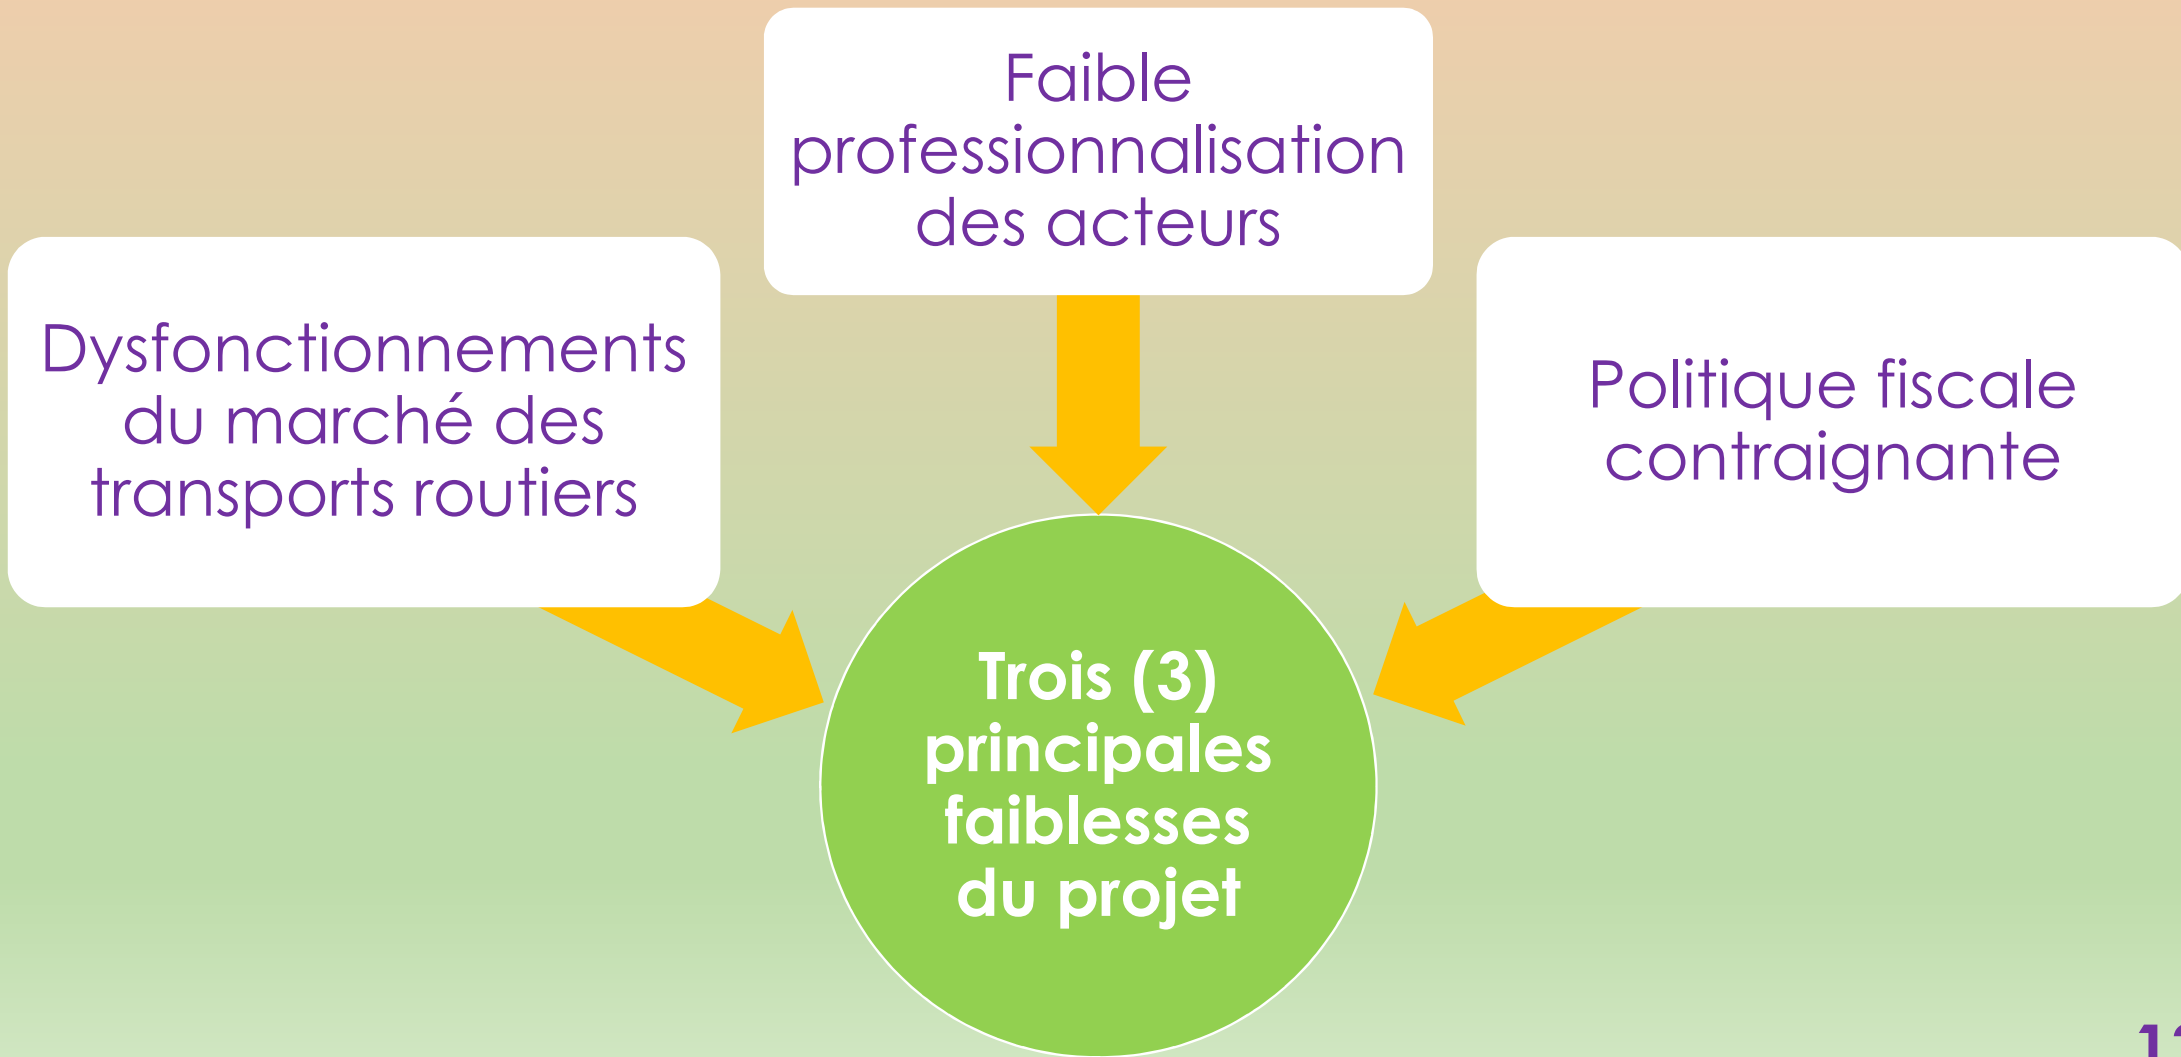 Faible
professionnalisation
des acteurs
Dysfonctionnements
du marché des
transports routiers
Politique fiscale
contraignante
Trois (3)
principales
faiblesses
du projet